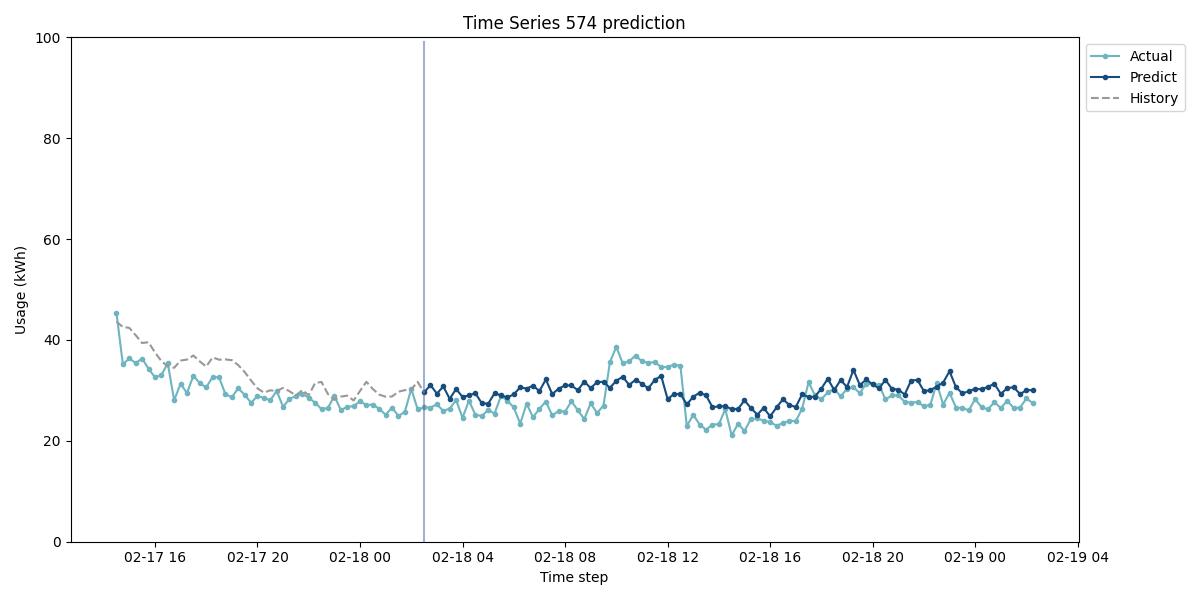 Time Series 574 prediction
100
80
60
40
20
0
Usage (kWh)
02-17 16
02-17 20
02-18 00
02-18 04
02-18 08
02-18 12
02-18 16
02-18 20
02-19 00
02-19 04
Time step
Actual
Predict
History